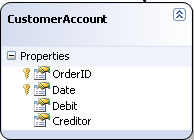 CustomerAccount
Properties
OrderID
Date
Debit
Creditor